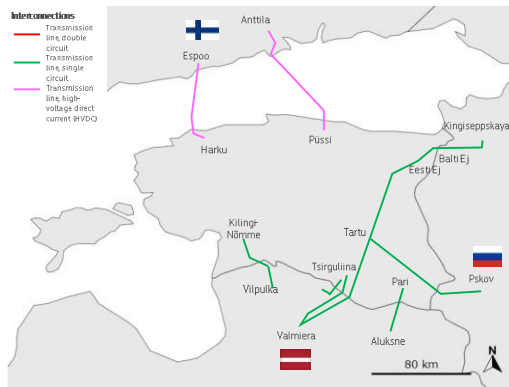 Interconnections
Transmission
line, double
circuit
Transmission
line, single
circuit
Transmission
line, high-
voltage direct
current (HVDC)
Anttila
Espoo
Harku
Püssi
Kingiseppskaya
Balti Ej
Eesti Ej
Kilingi-
Nõmme
Tartu
Tsirguliina
Pari
Pskov
Vilpulka
Valmiera
Aluksne
80 km
N